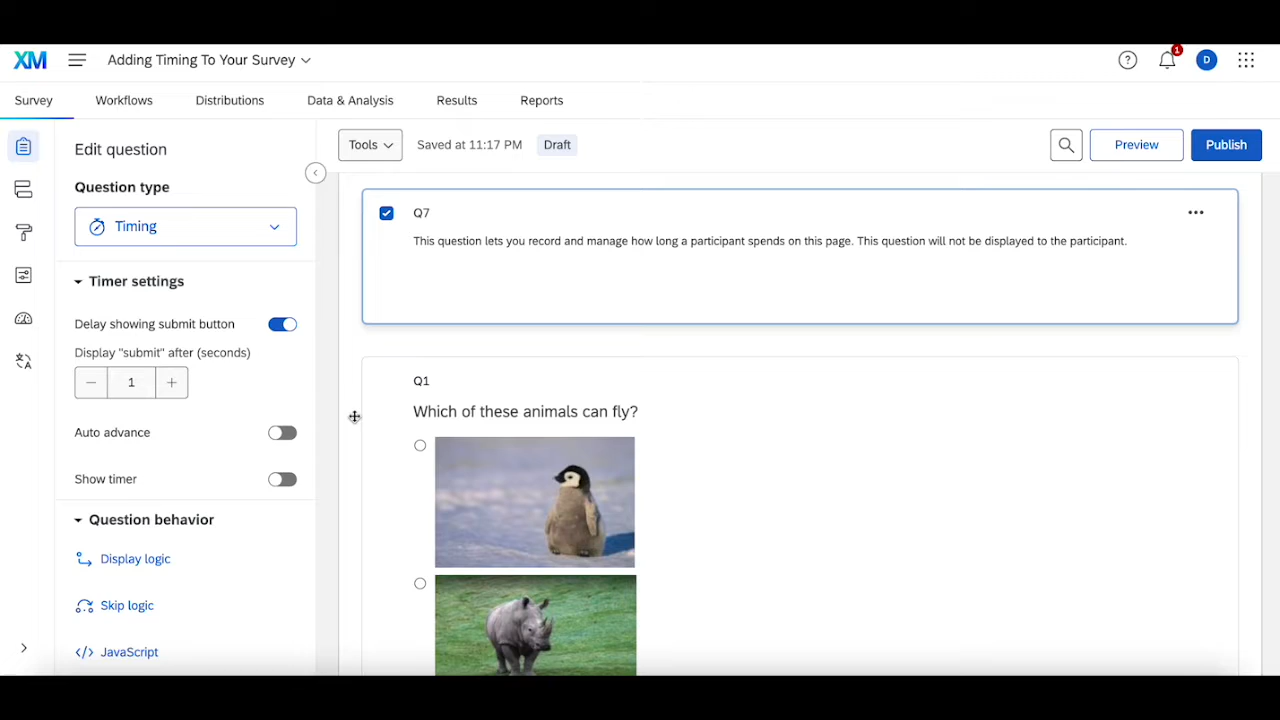 XM
Adding Timing To Your Survey
1
D
Survey
Workflows
Distributions
Data & Analysis
Results
Reports
Edit question
Tools
Saved at 11:17 PM
Draft
Preview
Publish
Question type
Timing
Q7
This question lets you record and manage how long a participant spends on this page. This question will not be displayed to the participant.
Timer settings
Delay showing submit button
Display "submit" after (seconds)
1
Q1
Which of these animals can fly?
Auto advance
Show timer
Question behavior
Display logic
Skip logic
JavaScript